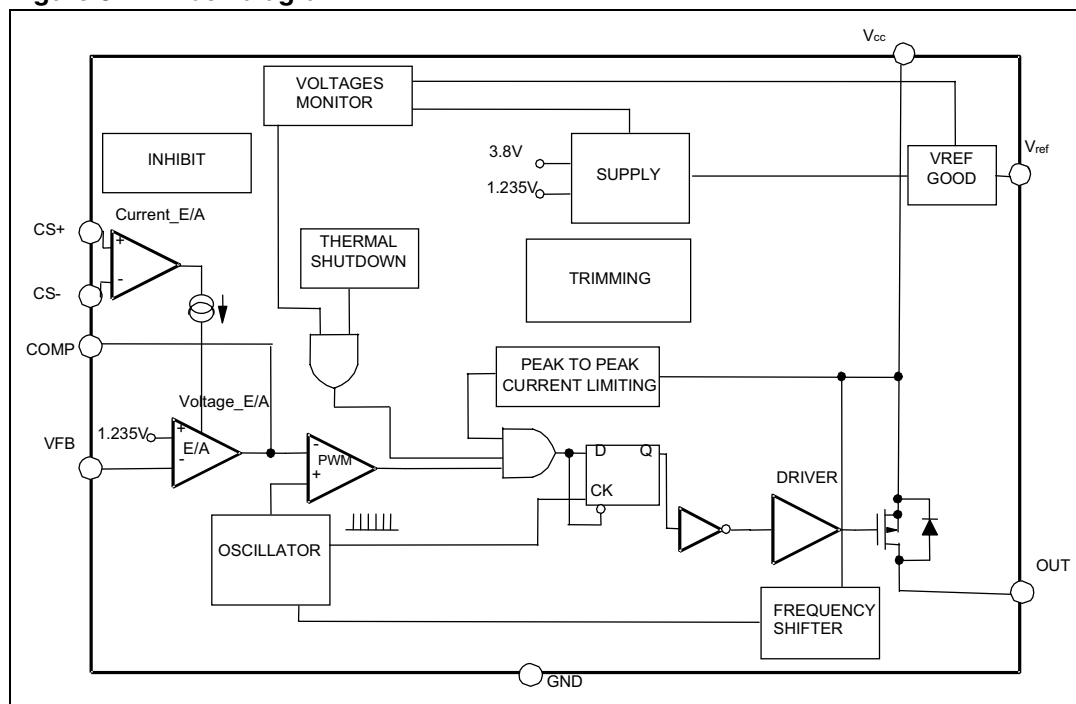 Vcc
VOLTAGES
MONITOR
INHIBIT
3.8V
1.235V
SUPPLY
VREF
GOOD
Vref
Current_E/A
CS+
+
-
CS-
THERMAL
SHUTDOWN
TRIMMING
COMP
PEAK TO PEAK
CURRENT LIMITING
Voltage_E/A
1.235V
VFB
+
E/A
-
-
PWM
+
D
Q
CK
DRIVER
OSCILLATOR
OUT
FREQUENCY
SHIFTER
GND